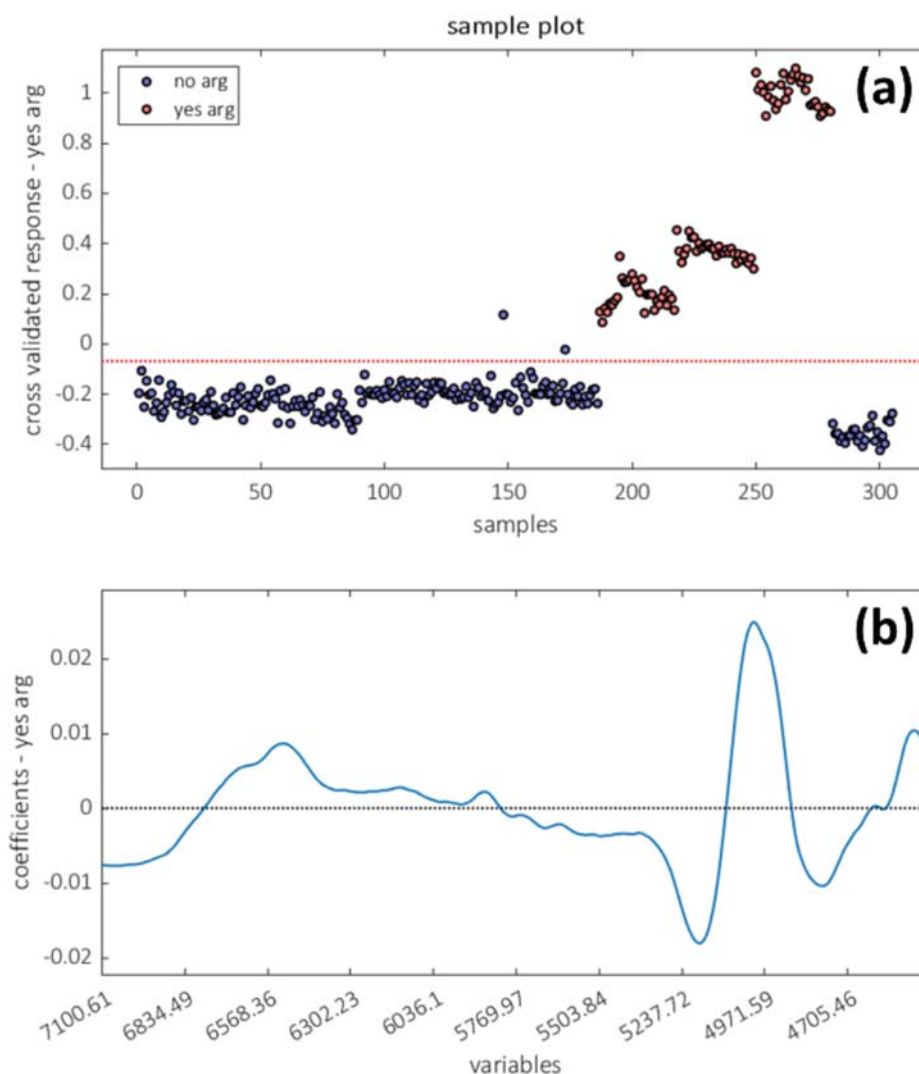 sample plot
(a)
no arg
yes arg
cross validated response - yes arg
1
0.8
0.6
0.4
0.2
0
-0.2
-0.4
0 50 100 150 200 250 300
samples
(b)
coefficients - yes arg
0.02
0.01
0
-0.01
-0.02
7100.61 6834.49 6568.36 6302.23 6036.1 5769.97 5503.84 5237.72 4971.59 4705.46
variables